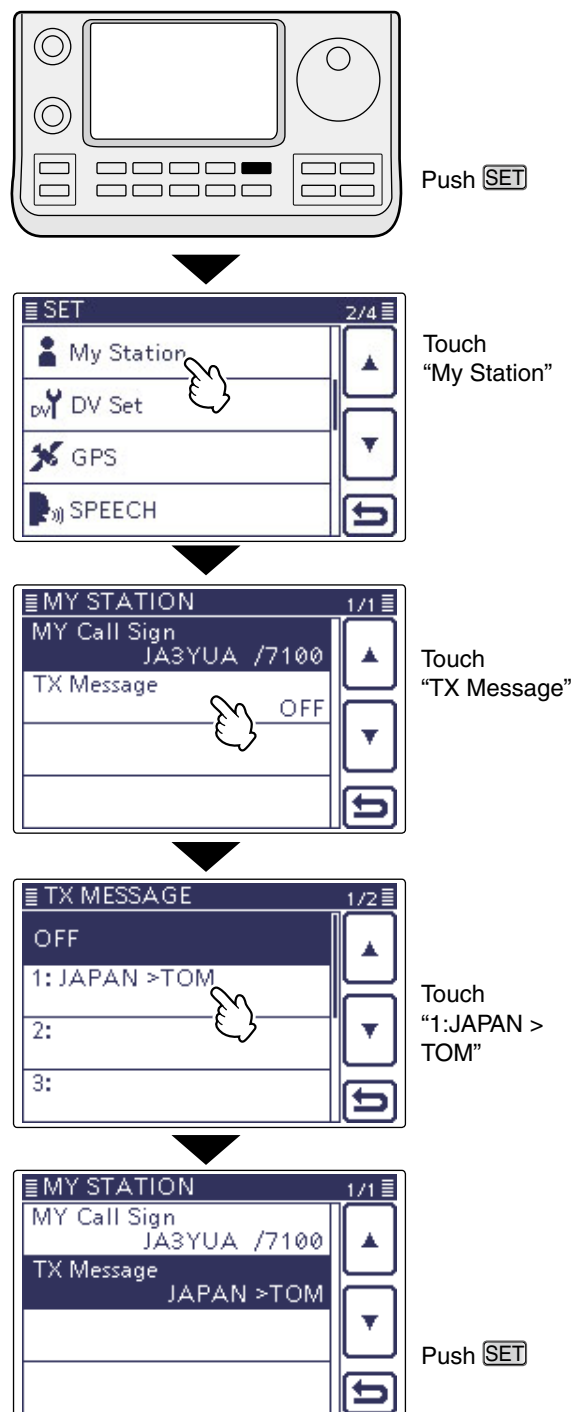 Push SET
SET 2/4
My Station
Touch
“My Station”
DV DV Set
GPS
SPEECH
MY STATION 1/1
MY Call Sign
JA3YUA /7100
TX Message
OFF
Touch
“TX Message”
TX MESSAGE 1/2
OFF
1: JAPAN >TOM
2:
3:
Touch
“1:JAPAN >
TOM”
MY STATION 1/1
MY Call Sign
JA3YUA /7100
TX Message
JAPAN >TOM
Push SET